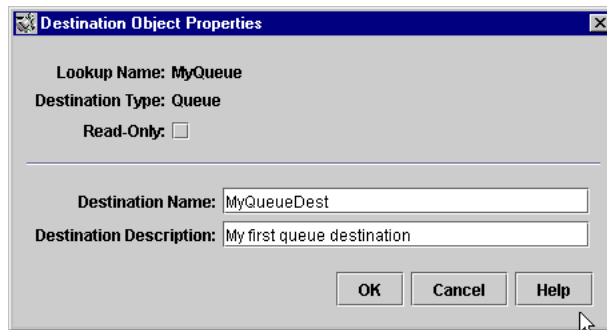 Destination Object Properties
Lookup Name: MyQueue
Destination Type: Queue
Read-Only:
Destination Name: MyQueueDest
Destination Description: My first queue destination
OK Cancel Help